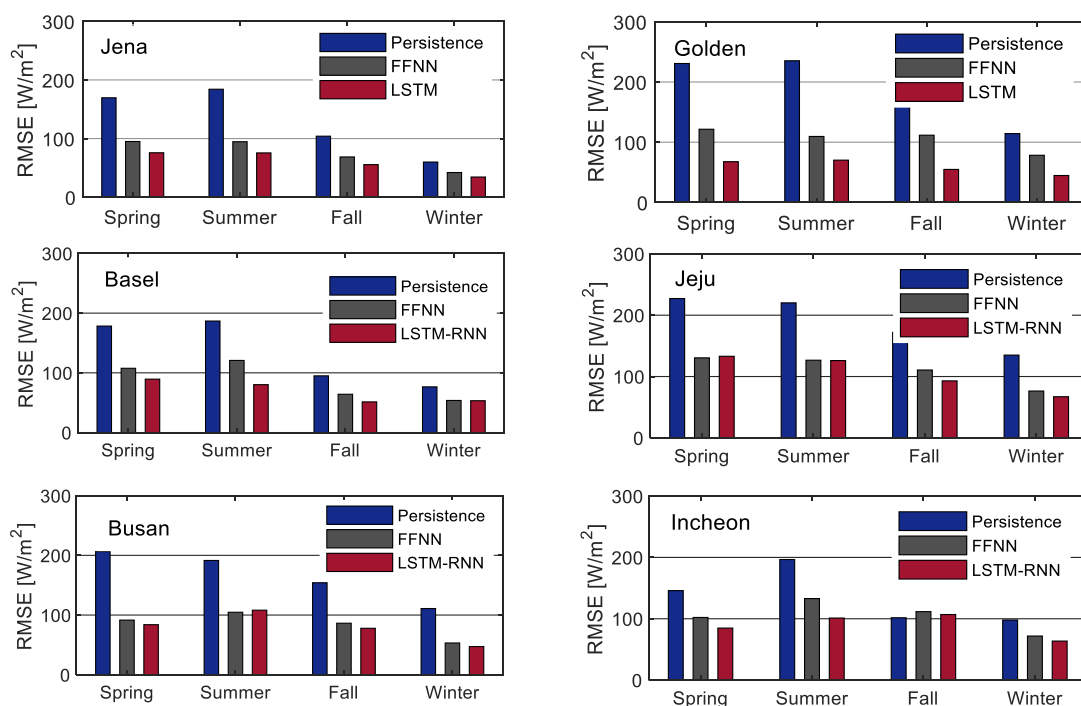 300
200
100
0
RMSE [W/m²]
Jena
Persistence
FFNN
LSTM
Spring Summer Fall Winter
300
200
100
0
RMSE [W/m²]
Golden
Persistence
FFNN
LSTM
Spring Summer Fall Winter
300
200
100
0
RMSE [W/m²]
Basel
Persistence
FFNN
LSTM-RNN
Spring Summer Fall Winter
300
200
100
0
RMSE [W/m²]
Jeju
Persistence
FFNN
LSTM-RNN
Spring Summer Fall Winter
300
200
100
0
RMSE [W/m²]
Busan
Persistence
FFNN
LSTM-RNN
Spring Summer Fall Winter
300
200
100
0
RMSE [W/m²]
Incheon
Persistence
FFNN
LSTM-RNN
Spring Summer Fall Winter